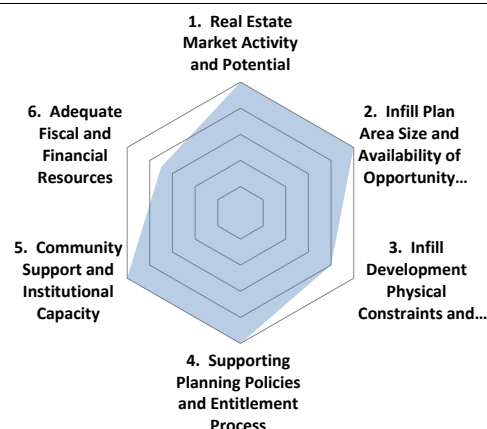 1. Real Estate
Market Activity
and Potential
2. Infill Plan
Area Size and
Availability of
Opportunity...
3. Infill
Development
Physical
Constraints and...
4. Supporting
Planning Policies
and Entitlement
Process
5. Community
Support and
Institutional
Capacity
6. Adequate
Fiscal and
Financial
Resources